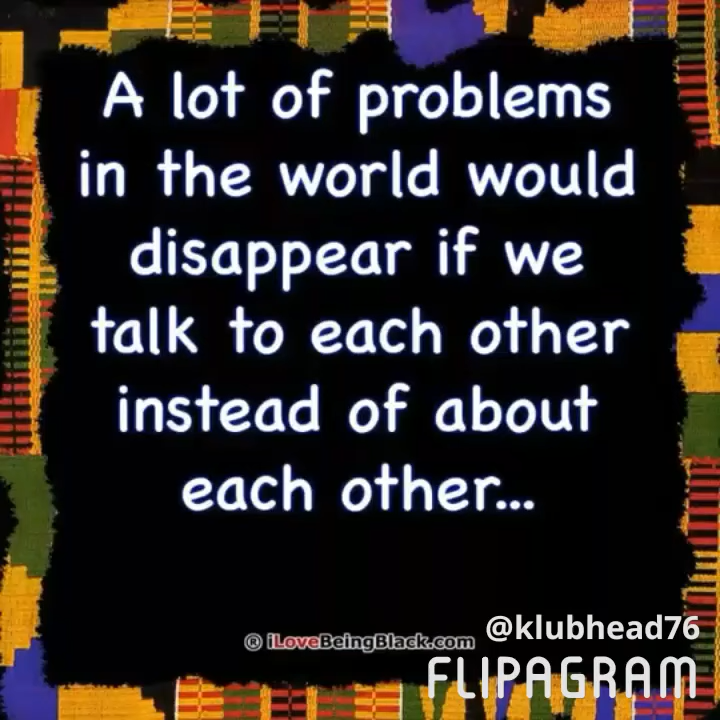 A lot of problems
in the world would
disappear if we
talk to each other
instead of about
each other...
@klubhead76
® iLoveBeingBlack.com
FLIPAGRAM